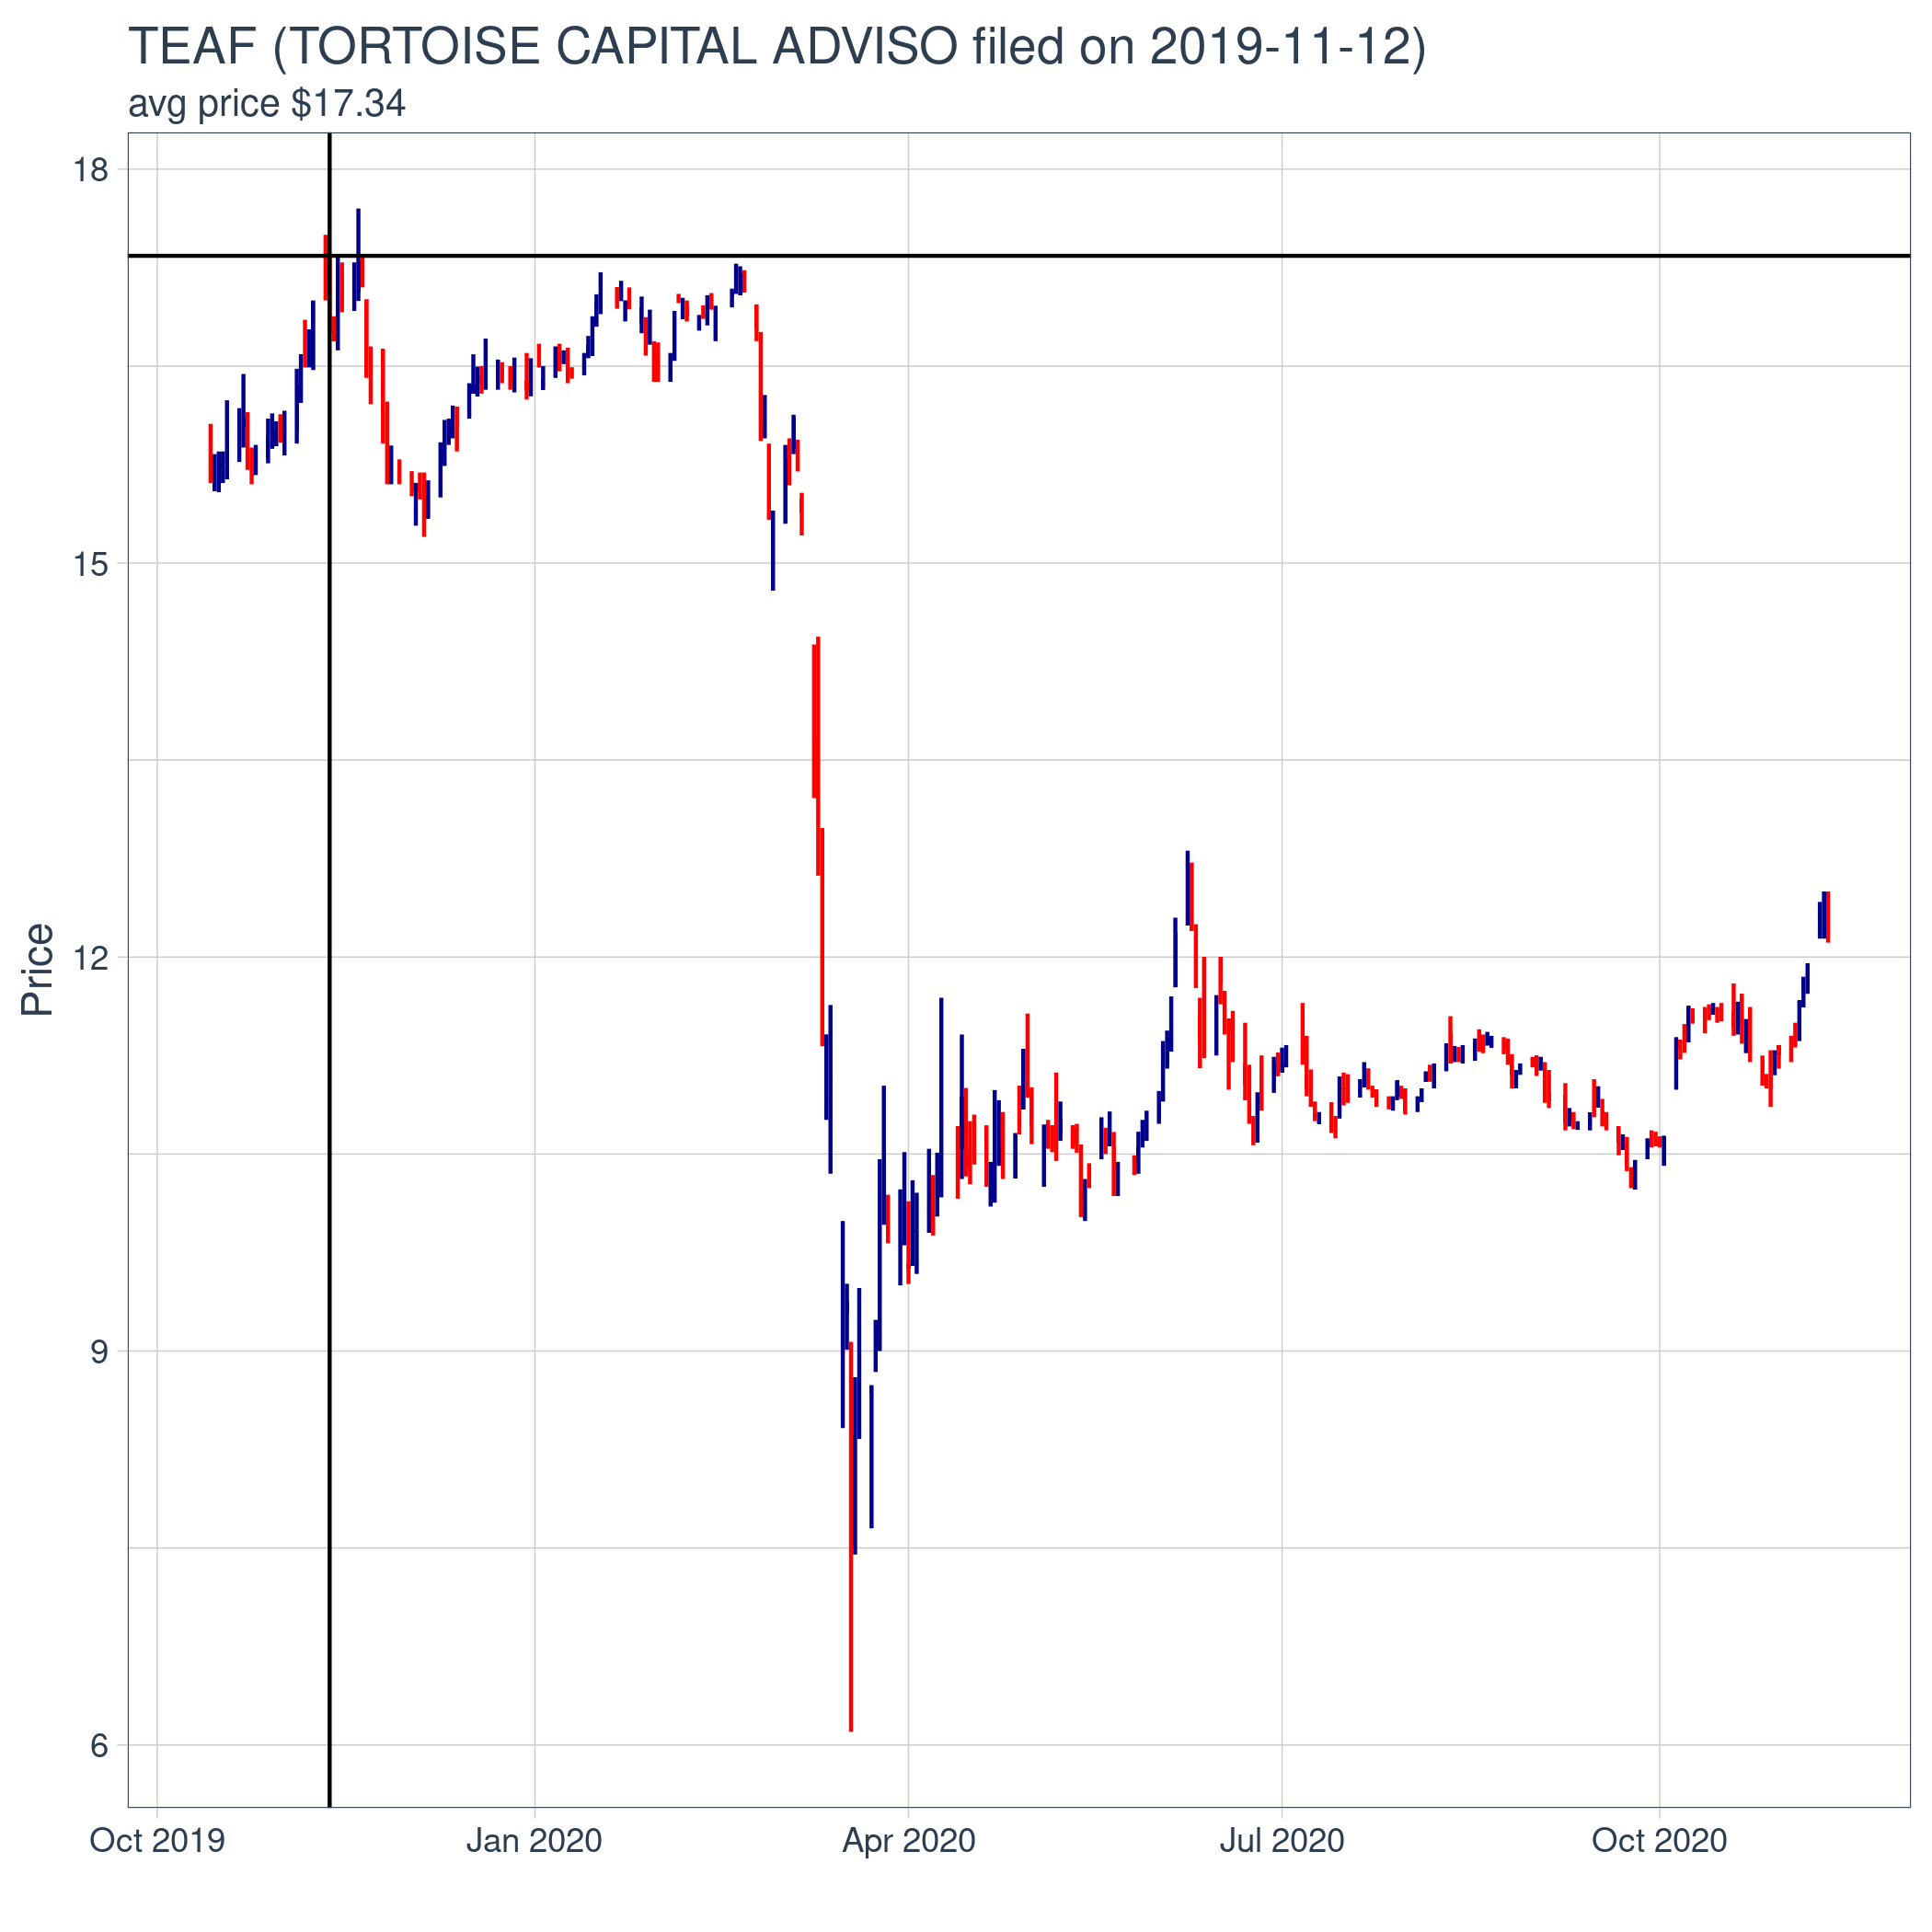 TEAF (TORTOISE CAPITAL ADVISO filed on 2019-11-12)
avg price $17.34
18
15
12
9
6
Price
Oct 2019
Jan 2020
Apr 2020
Jul 2020
Oct 2020